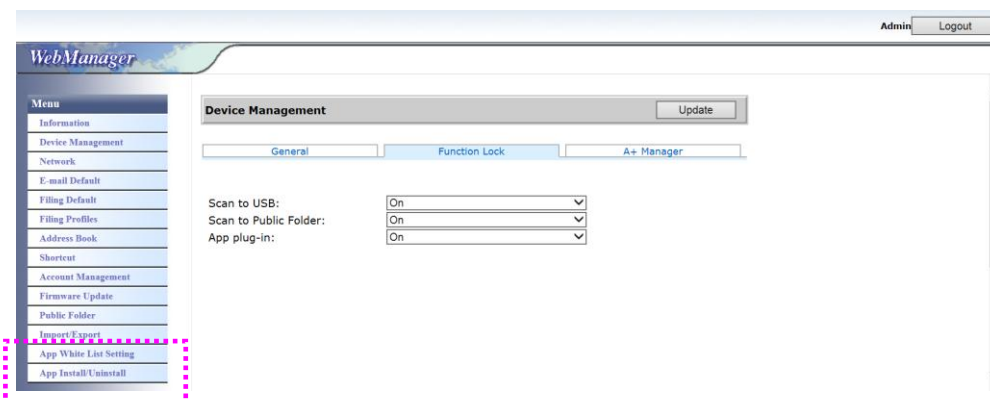 Admin Logout
WebManager
Menu
Information
Device Management
Network
E-mail Default
Filing Default
Filing Profiles
Address Book
Shortcut
Account Management
Firmware Update
Public Folder
Import/Export
App White List Setting
App Install/Uninstall
Device Management Update
General Function Lock A+ Manager
Scan to USB: On
Scan to Public Folder: On
App plug-in: On